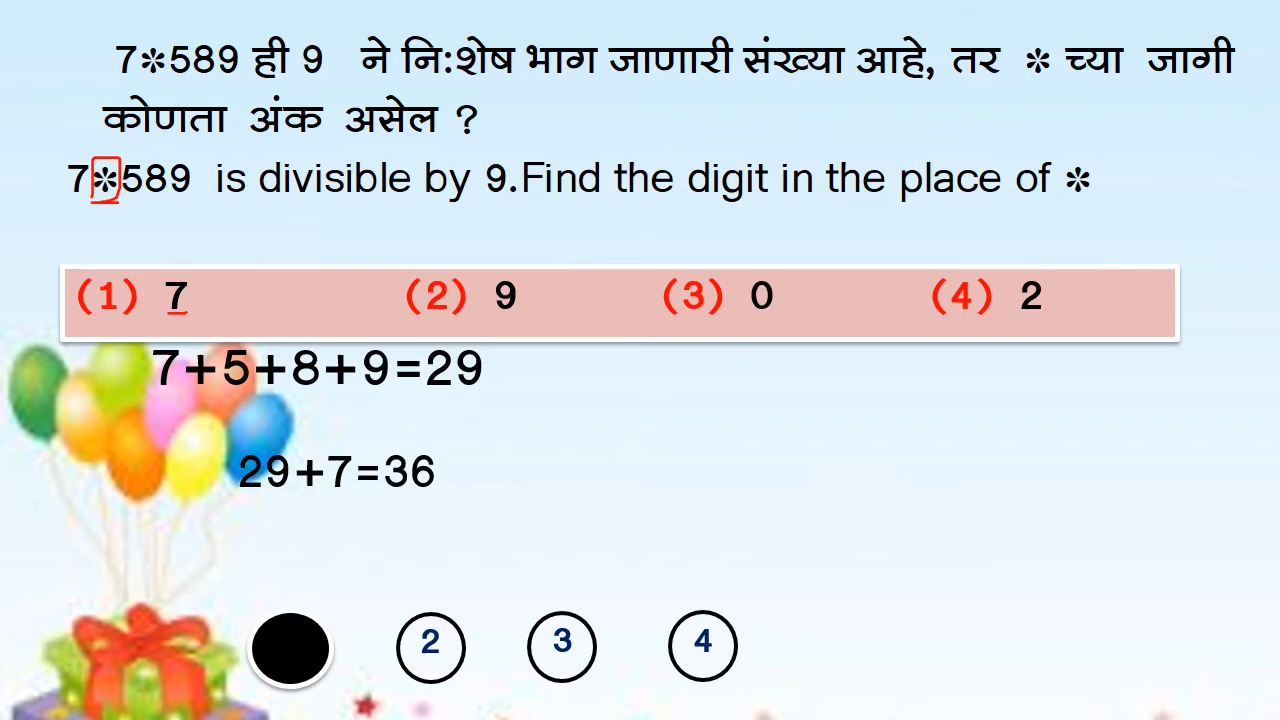 7✼589 ही 9 ने नि:शेष भाग जाणारी संख्या आहे, तर ✼ च्या जागी
कोणता अंक असेल ?
7✼589 is divisible by 9.Find the digit in the place of ✼
(1) 7 (2) 9 (3) 0 (4) 2
7+5+8+9=29
29+7=36
2 3 4